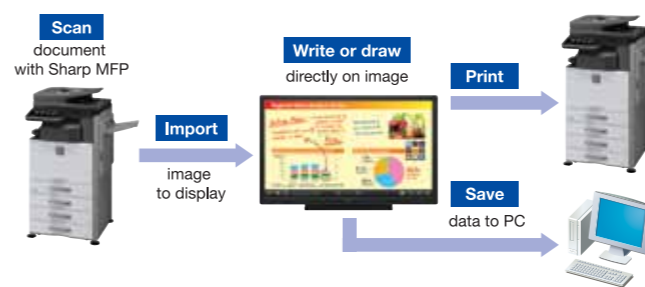 Scan
document
with Sharp MFP
Import
image
to display
Write or draw
directly on image
Print
Save
data to PC